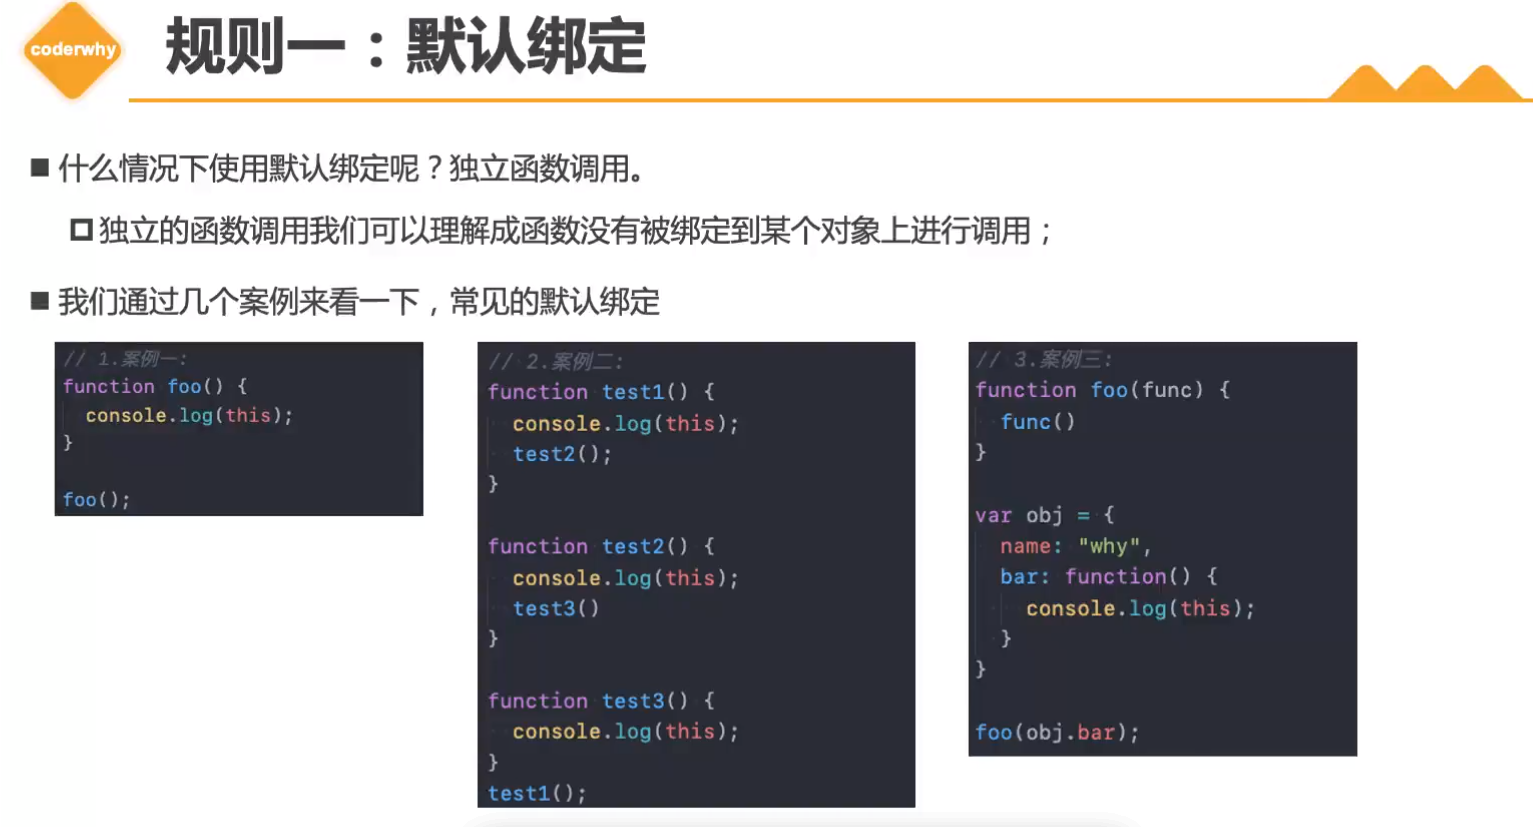 coderwhy
规则一：默认绑定
■ 什么情况下使用默认绑定呢？独立函数调用。
独立的函数调用我们可以理解成函数没有被绑定到某个对象上进行调用；
■ 我们通过几个案例来看一下，常见的默认绑定
// 1.案例一:
function foo() {
  console.log(this);
}

foo();
// 2.案例二:
function test1() {
  console.log(this);
  test2();
}

function test2() {
  console.log(this);
  test3()
}

function test3() {
  console.log(this);
}
test1();
// 3.案例三:
function foo(func) {
  func()
}

var obj = {
  name: "why",
  bar: function() {
    console.log(this);
  }
}

foo(obj.bar);